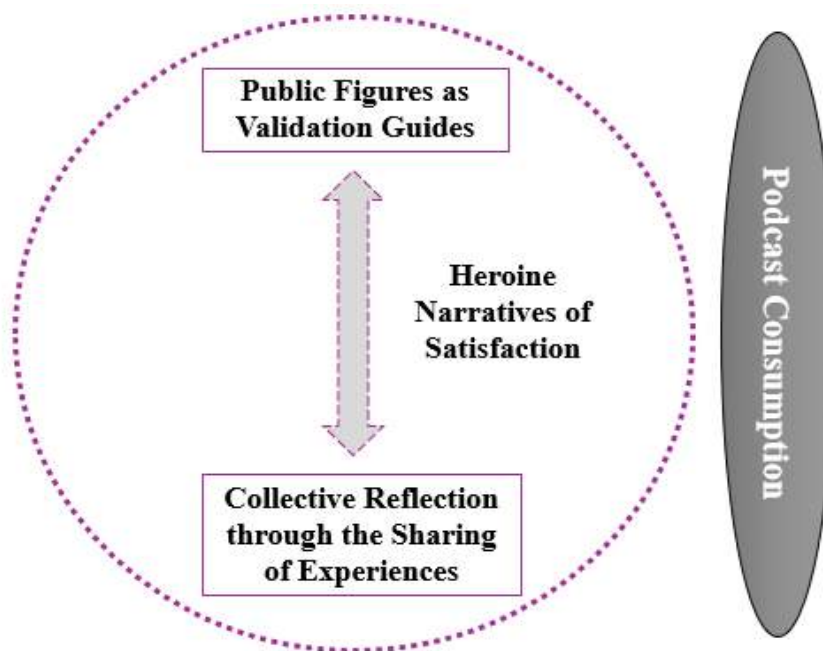 Public Figures as
Validation Guides
Heroine
Narratives of
Satisfaction
Collective Reflection
through the Sharing
of Experiences
Podcast Consumption